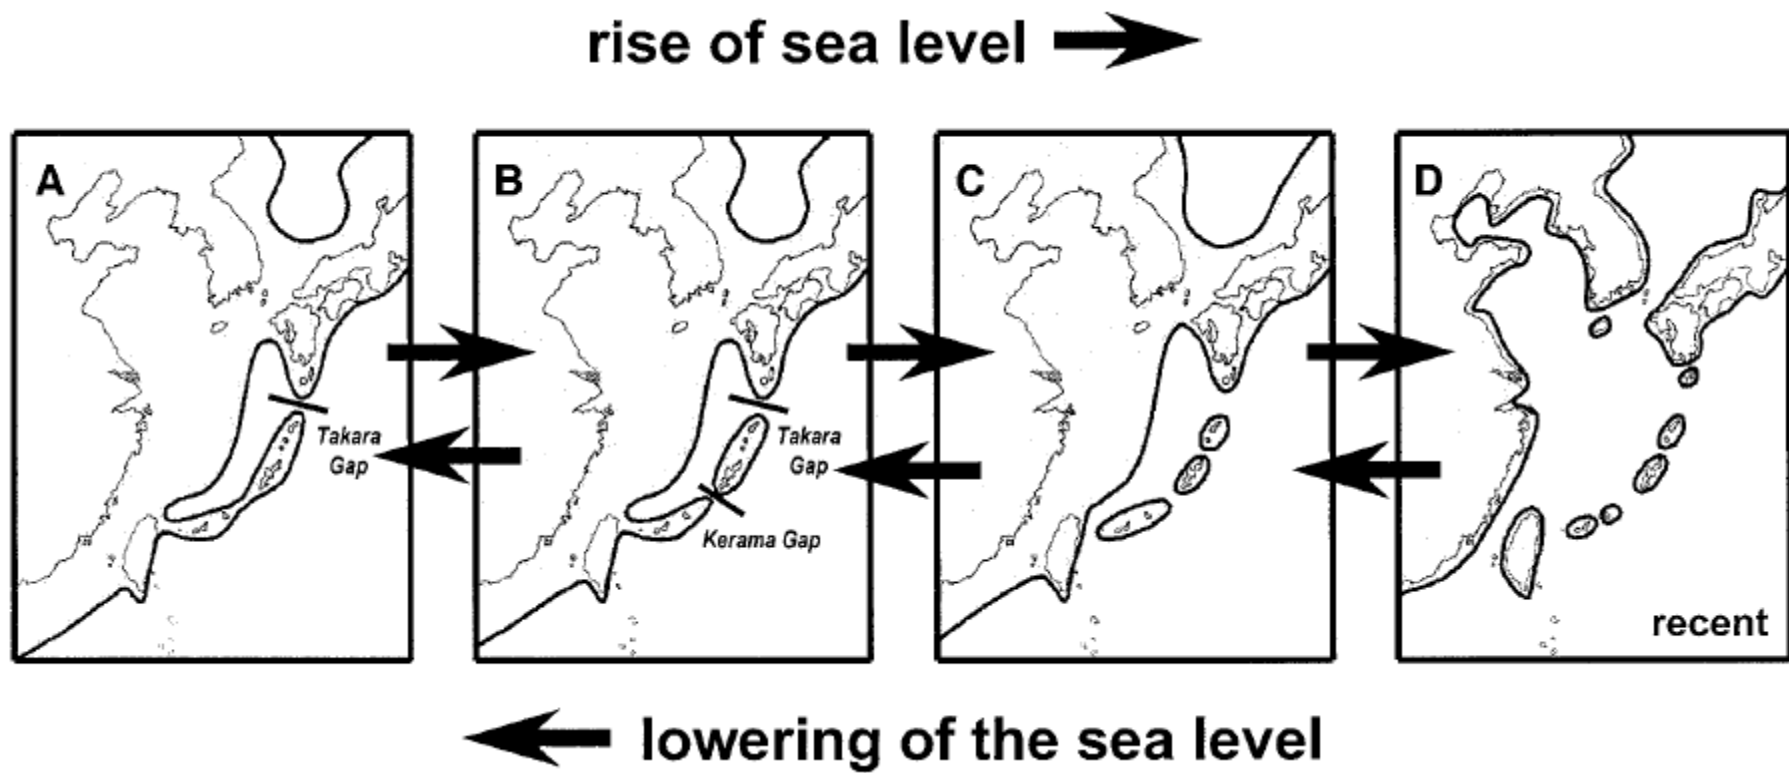 rise of sea level
A
B
C
D
Takara
Gap
Takara
Gap
Kerama Gap
recent
lowering of the sea level